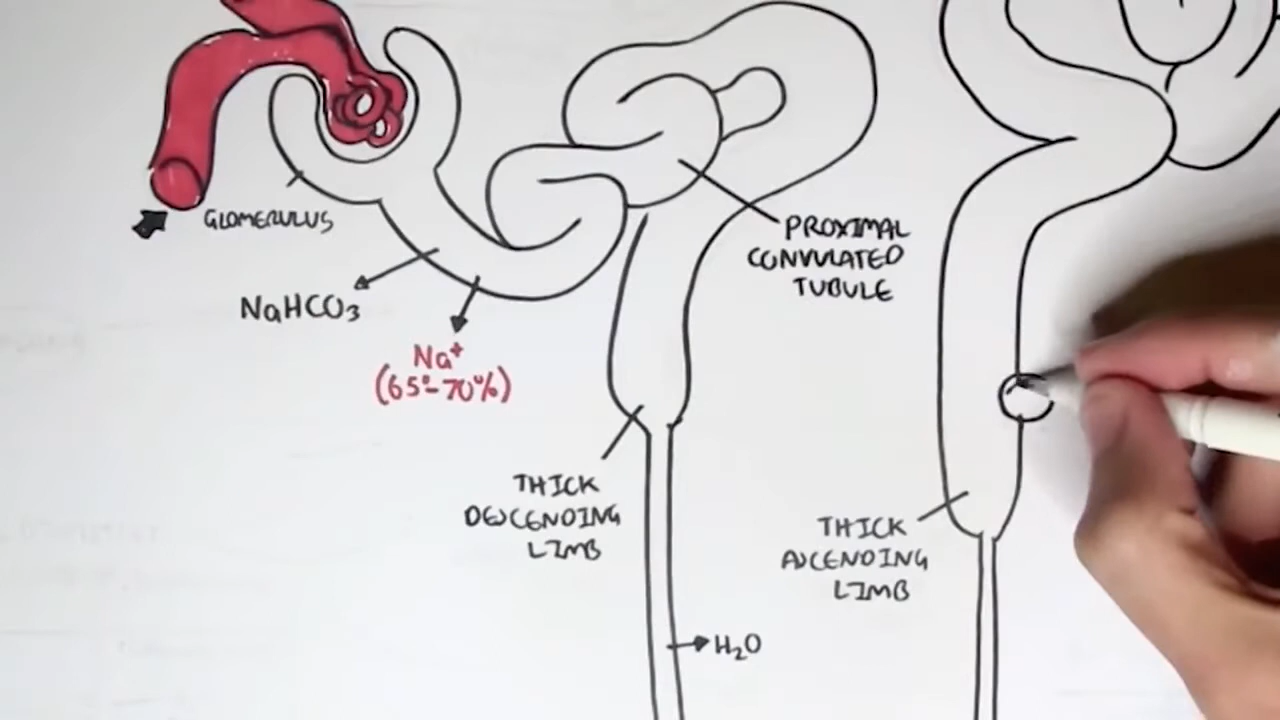 GLOMERULUS
NaHCO3
Na+
(65-70%)
PROXIMAL
CONVULATED
TUBULE
THICK
DESCENDING
LIMB
THICK
ASCENDING
LIMB
H2O